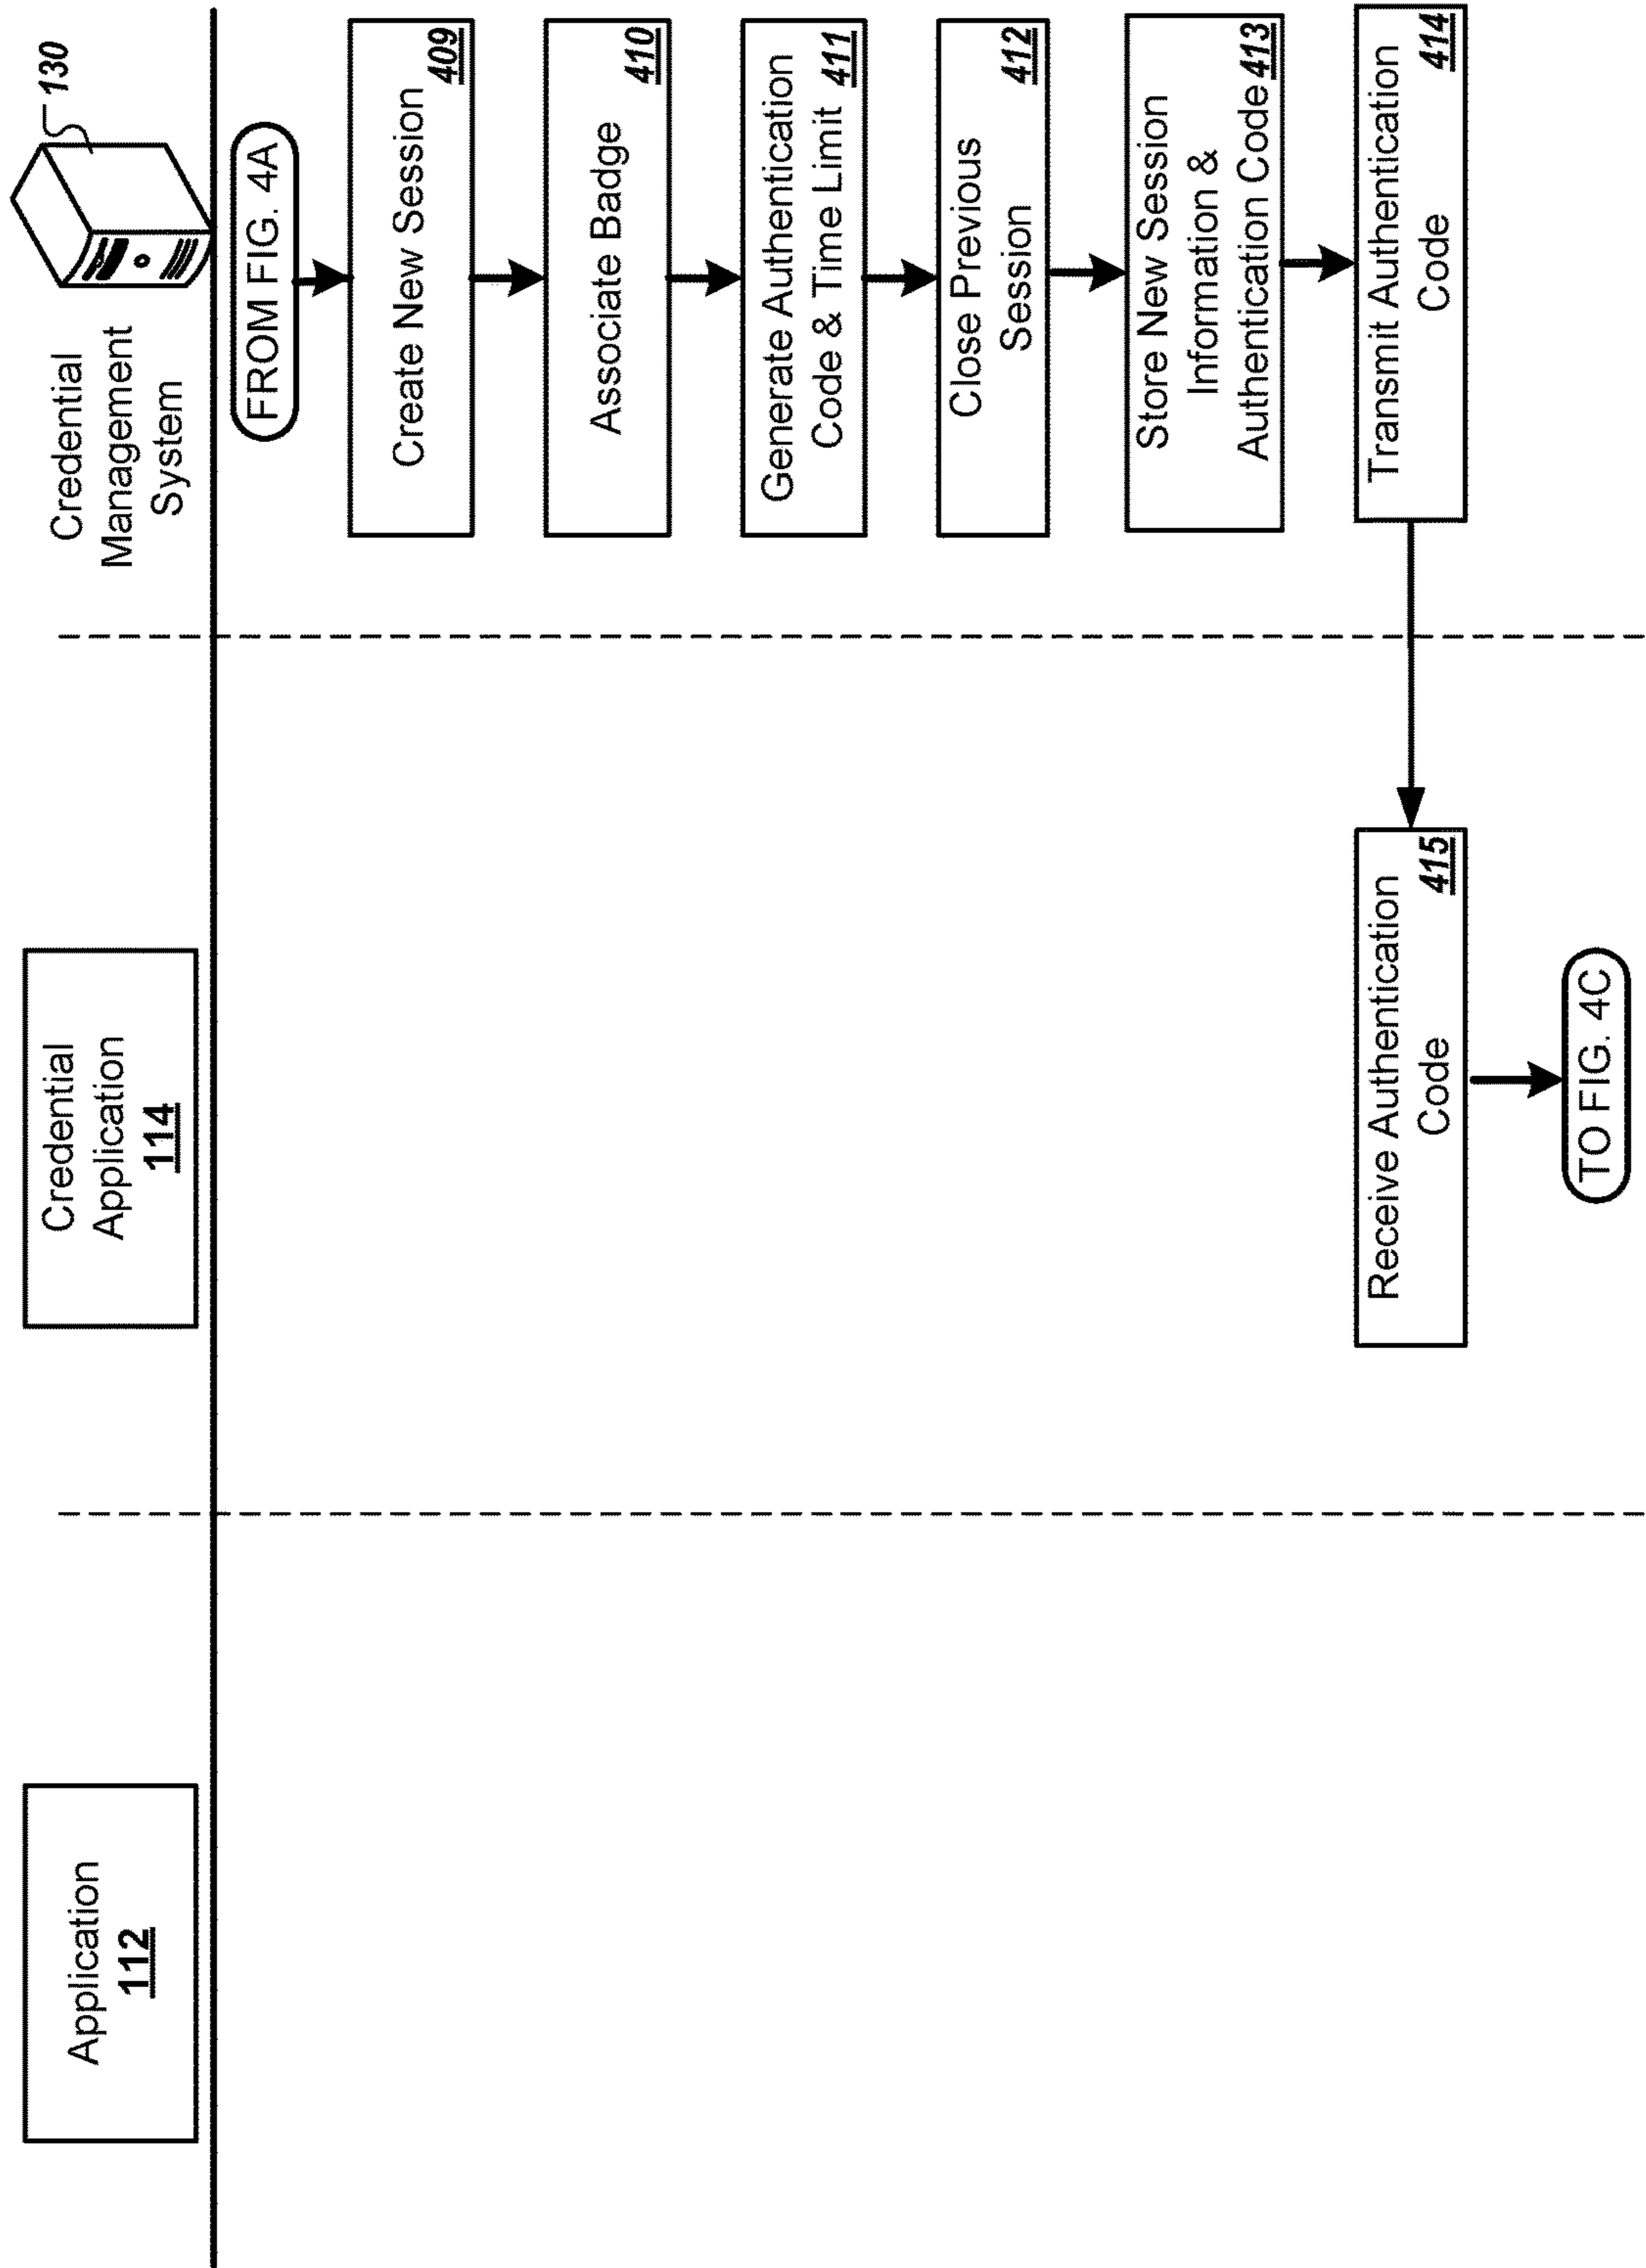 Application
112
Credential
Application
114
Credential
Management
System
130
FROM FIG. 4A
Create New Session
409
Associate Badge
410
Generate Authentication
Code & Time Limit 411
Close Previous
Session
412
Store New Session
Information &
Authentication Code 413
Transmit Authentication
Code
414
Receive Authentication
Code
415
TO FIG. 4C